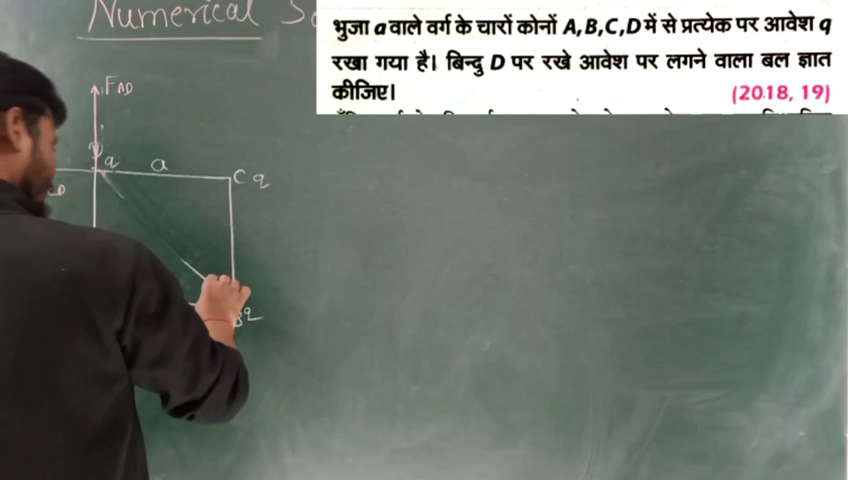 Numerical
भुजा a वाले वर्ग के चारों कोनों A, B, C, D में से प्रत्येक पर आवेश q
रखा गया है। बिन्दु D पर रखे आवेश पर लगने वाला बल ज्ञात
कीजिए।
(2018, 19)
FAD
q a
C q
B q